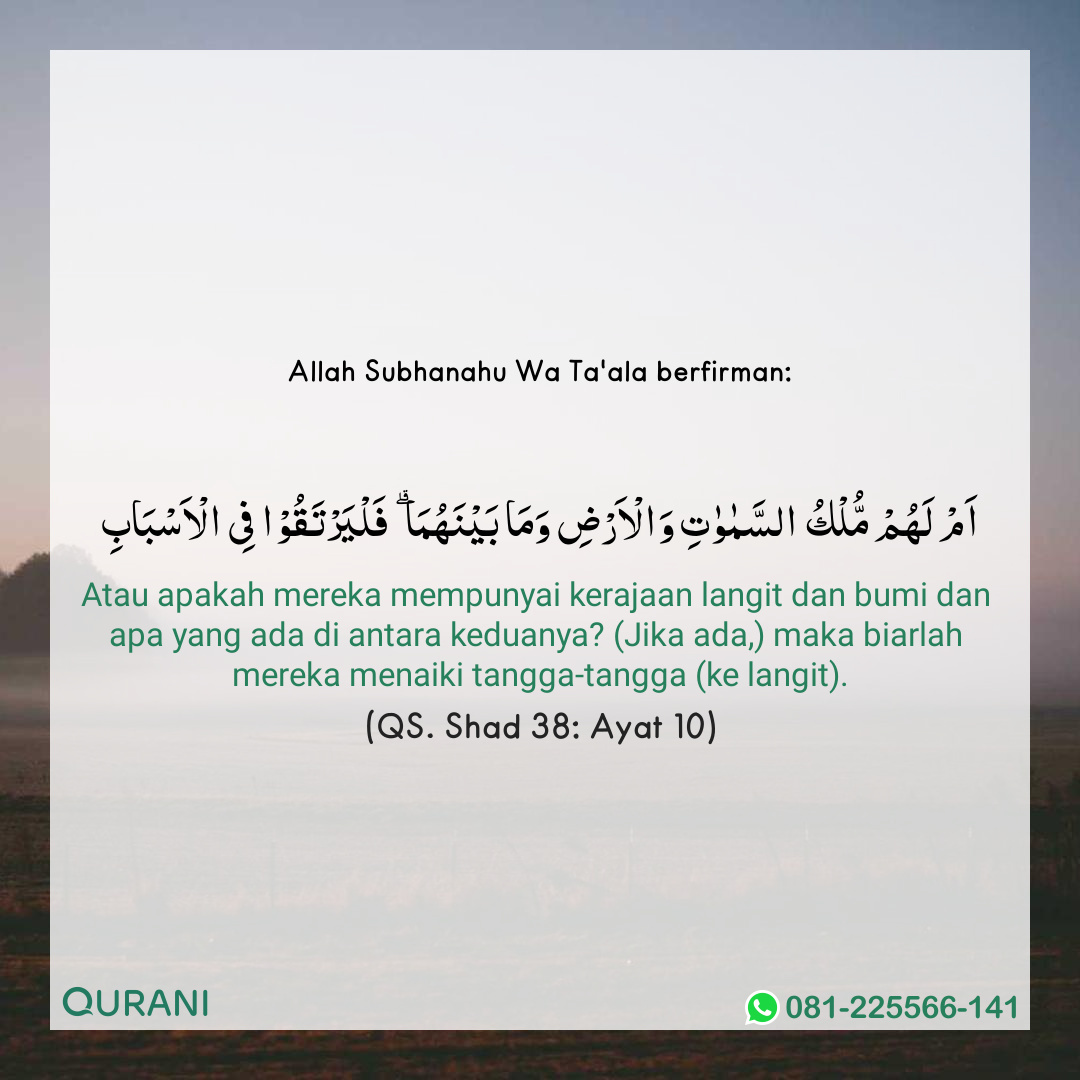 Allah Subhanahu Wa Ta'ala berfirman:
اَمْ لَهُمْ مُّلْكُ السَّمٰوٰتِ وَالْاَرْضِ وَمَا بَيْنَهُمَاۗ فَلْيَرْتَقُوْا فِى الْاَسْبَابِ
Atau apakah mereka mempunyai kerajaan langit dan bumi dan
apa yang ada di antara keduanya? (Jika ada,) maka biarlah
mereka menaiki tangga-tangga (ke langit).
(QS. Shad 38: Ayat 10)
QURANI
081-225566-141